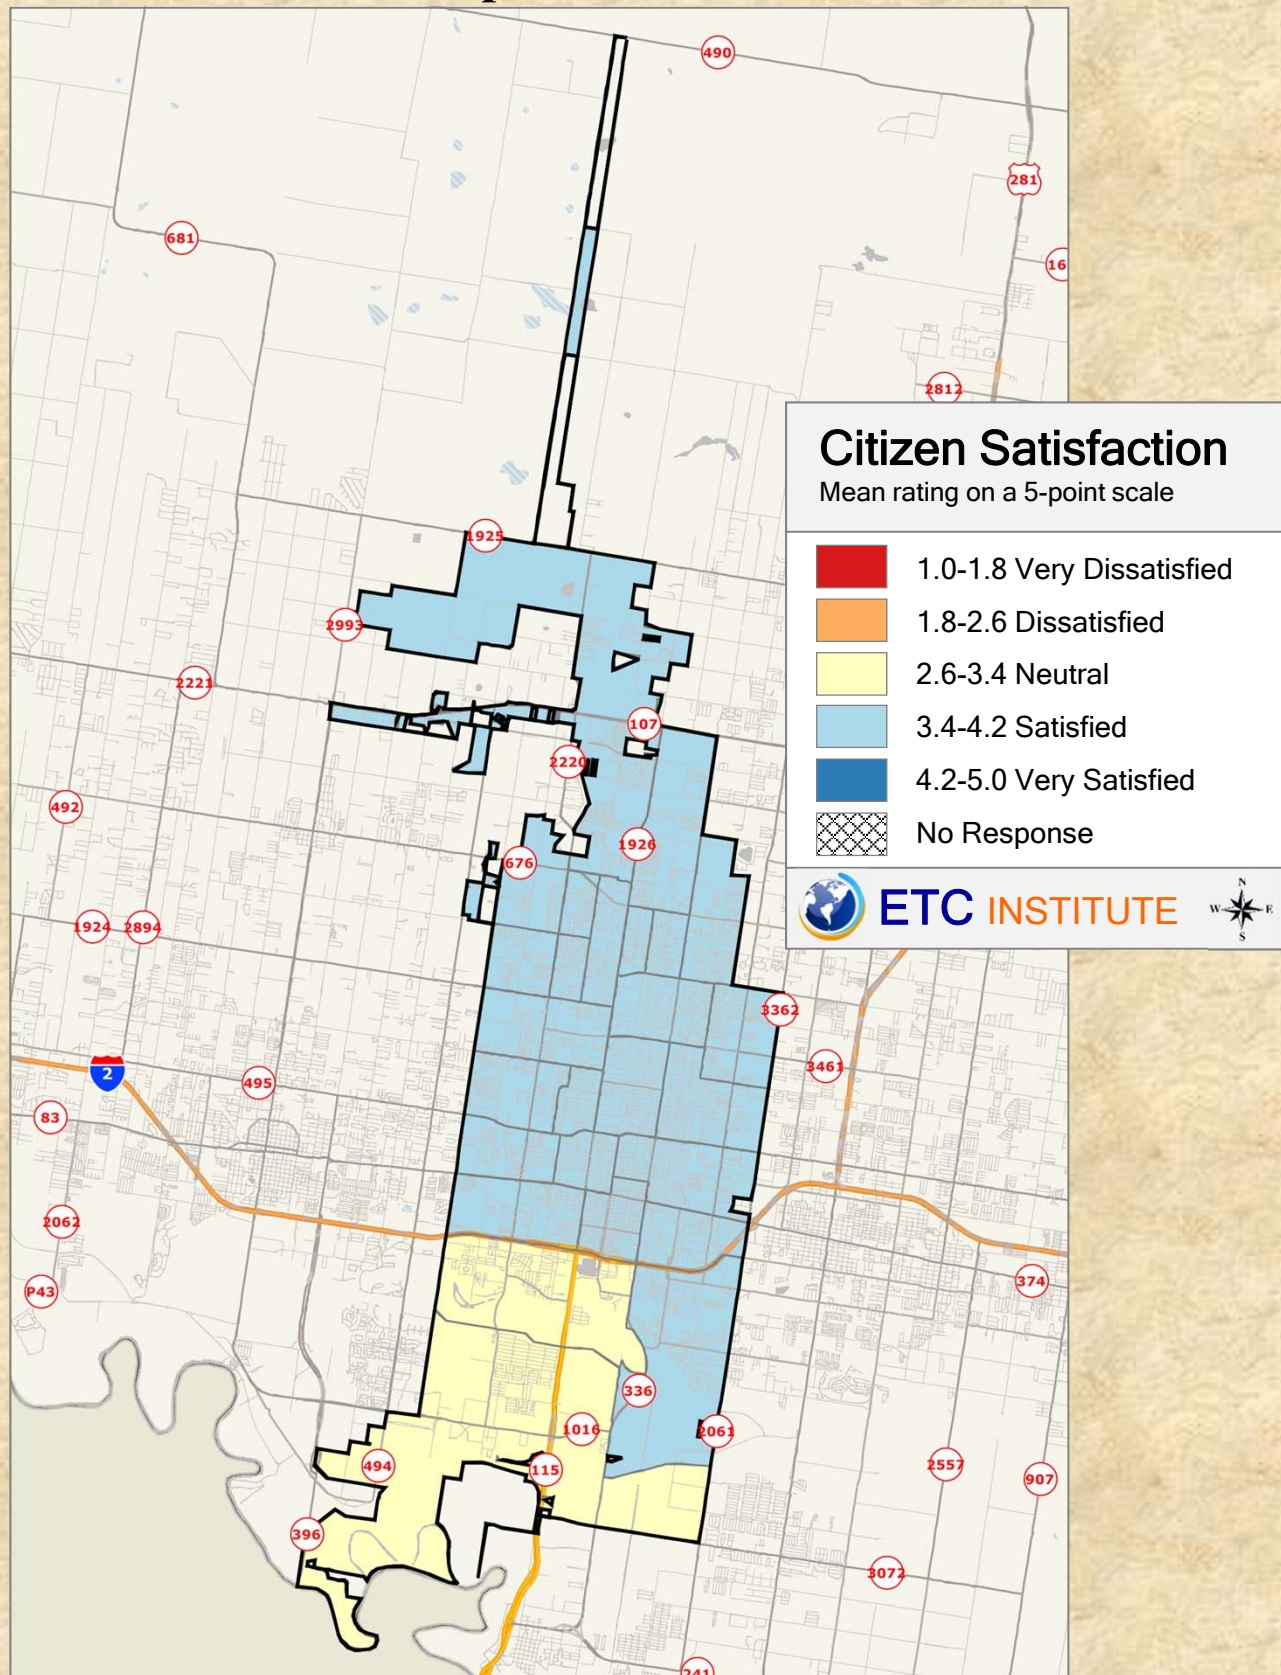 490
281
681
16
2812
Citizen Satisfaction
Mean rating on a 5-point scale
1.0-1.8 Very Dissatisfied
1.8-2.6 Dissatisfied
2.6-3.4 Neutral
3.4-4.2 Satisfied
4.2-5.0 Very Satisfied
No Response
ETC INSTITUTE
N
W E
S
1925
2993
2221
107
2220
492
1926
676
1924 2894
3362
3461
2
495
83
2062
P43
374
336
1016
2061
494
115
2557
907
396
3072
241